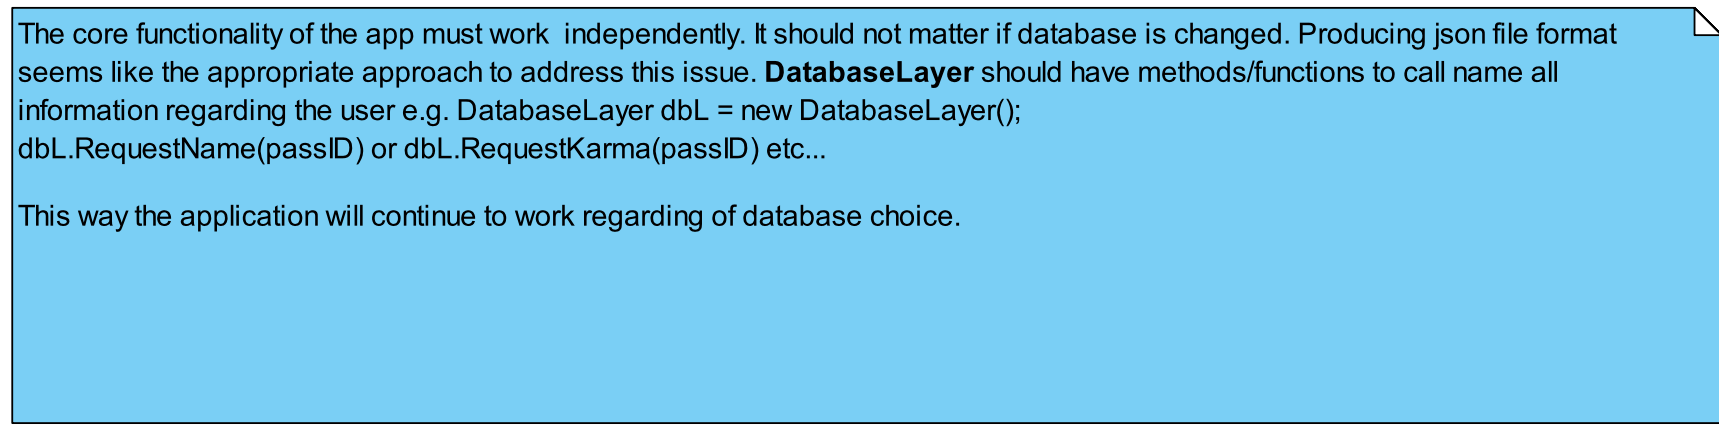 The core functionality of the app must work  independently. It should not matter if database is changed. Producing json file format
seems like the appropriate approach to address this issue. DatabaseLayer should have methods/functions to call name all
information regarding the user e.g. DatabaseLayer dbL = new DatabaseLayer();
dbL.RequestName(passID) or dbL.RequestKarma(passID) etc...
This way the application will continue to work regarding of database choice.